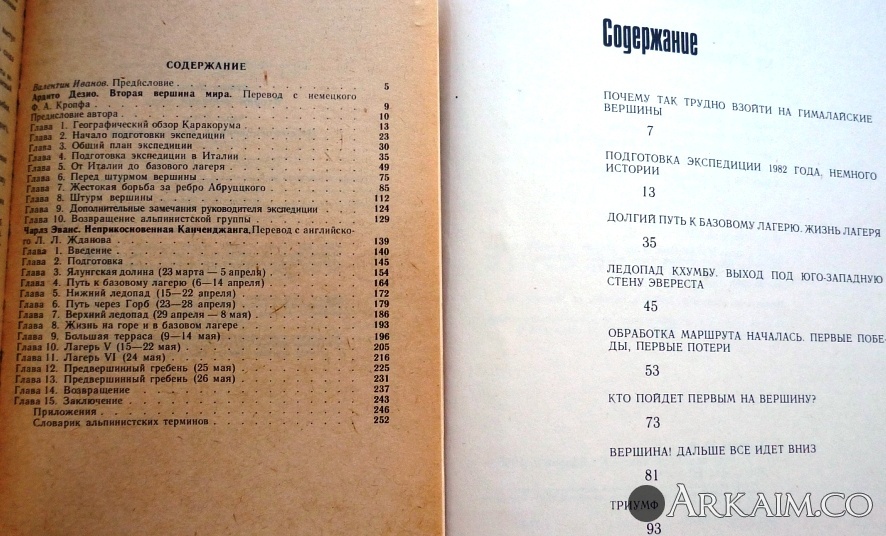 СОДЕРЖАНИЕ
Валентин Иванов. Предисловие . 5
Ардито Дезио. Вторая вершина мира. Перевод с немецкого
Ф. А. Кропфа . 9
Предисловие автора . 10
Глава 1. Географический обзор Каракорума 13
Глава 2. Начало подготовки экспедиции 23
Глава 3. Общий план экспедиции 30
Глава 4. Подготовка экспедиции в Италии 35
Глава 5. От Италии до базового лагеря 49
Глава 6. Перед штурмом вершины 75
Глава 7. Жестокая борьба за ребро Абруццкого 85
Глава 8. Штурм вершины 112
Глава 9. Дополнительные замечания руководителя экспедиции 124
Глава 10. Возвращение альпинистской группы 129
Чарлз Эванс. Неприкосновенная Канченджанга. Перевод с английско-
го Л. Л. Жданова 139
Глава 1. Введение 140
Глава 2. Подготовка 145
Глава 3. Ялунгская долина (23 марта — 5 апреля) 154
Глава 4. Путь к базовому лагерю (6—14 апреля) 164
Глава 5. Нижний ледопад (15—22 апреля) 172
Глава 6. Путь через Горб (23—28 апреля) 179
Глава 7. Верхний ледопад (29 апреля — 8 мая) 186
Глава 8. Жизнь на горе и в базовом лагере 193
Глава 9. Большая терраса (9—14 мая) 196
Глава 10. Лагерь V (15—22 мая) 205
Глава 11. Лагерь VI (24 мая) 216
Глава 12. Предвершинный гребень (25 мая) 225
Глава 13. Предвершинный гребень (26 мая) 231
Глава 14. Возвращение 237
Глава 15. Заключение 243
Приложения 246
Словарик альпинистских терминов 252
Содержание
ПОЧЕМУ ТАК ТРУДНО ВЗОЙТИ НА ГИМАЛАЙСКИЕ
ВЕРШИНЫ
7
ПОДГОТОВКА ЭКСПЕДИЦИИ 1982 ГОДА. НЕМНОГО
ИСТОРИИ
13
ДОЛГИЙ ПУТЬ К БАЗОВОМУ ЛАГЕРЮ. ЖИЗНЬ ЛАГЕРЯ
35
ЛЕДОПАД КХУМБУ. ВЫХОД ПОД ЮГО-ЗАПАДНУЮ
СТЕНУ ЭВЕРЕСТА
45
ОБРАБОТКА МАРШРУТА НАЧАЛАСЬ. ПЕРВЫЕ ПОБЕ-
ДЫ, ПЕРВЫЕ ПОТЕРИ
53
КТО ПОЙДЕТ ПЕРВЫМ НА ВЕРШИНУ?
73
ВЕРШИНА! ДАЛЬШЕ ВСЕ ИДЕТ ВНИЗ
81
ТРИУМФ
93
ARKAIM.CO